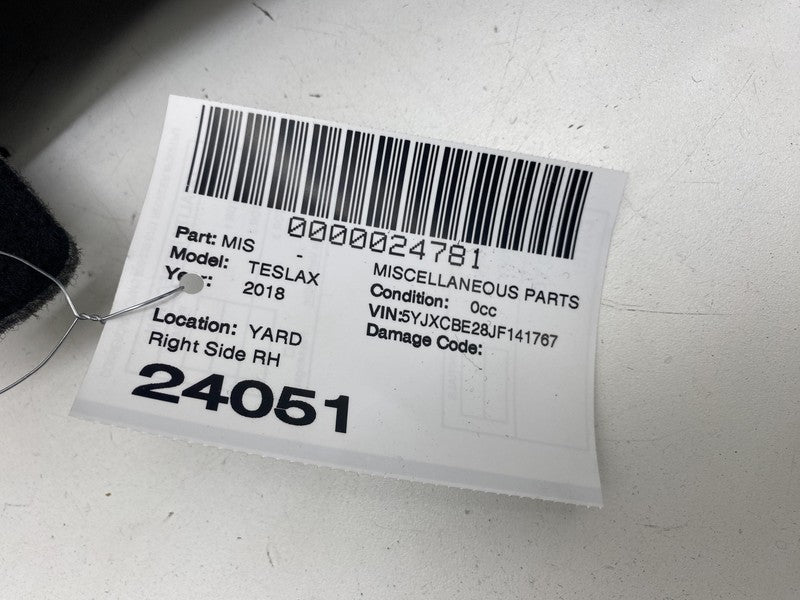 0000024781
Part: MIS - MISCELLANEOUS PARTS
Model: TESLAX Condition: 0cc
Year: 2018 VIN:5YJXCBE28JF141767
Damage Code:
Location: YARD
Right Side RH
24051